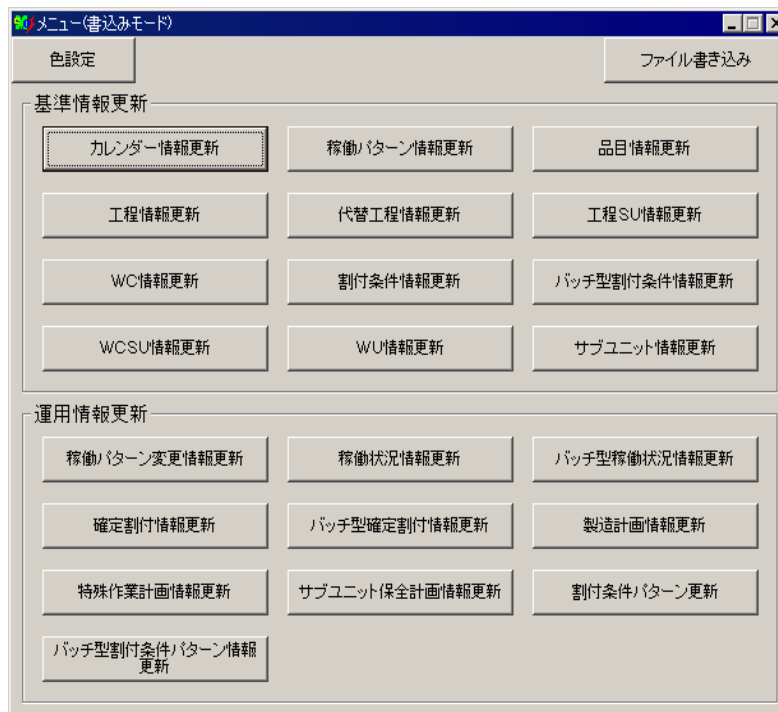 メニュー(書込みモード)
色設定 ファイル書き込み
基準情報更新
カレンダー情報更新 稼働パターン情報更新 品目情報更新
工程情報更新 代替工程情報更新 工程SU情報更新
WC情報更新 割付条件情報更新 バッチ型割付条件情報更新
WCSU情報更新 WU情報更新 サブユニット情報更新
運用情報更新
稼働パターン変更情報更新 稼働状況情報更新 バッチ型稼働状況情報更新
確定割付情報更新 バッチ型確定割付情報更新 製造計画情報更新
特殊作業計画情報更新 サブユニット保全計画情報更新 割付条件パターン更新
バッチ型割付条件パターン情報
更新